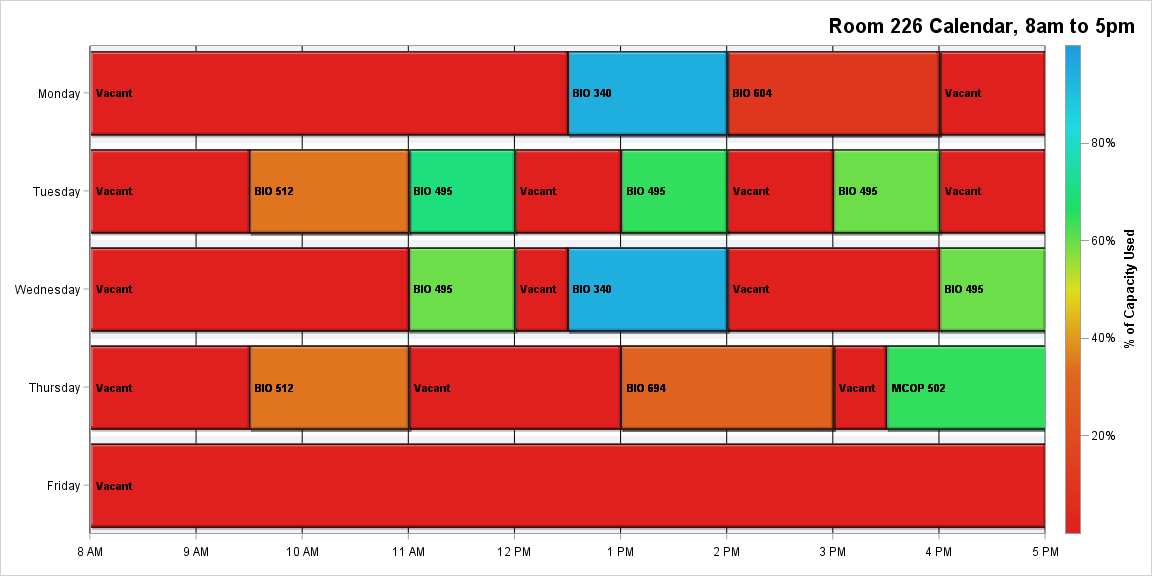 Room 226 Calendar, 8am to 5pm
Monday
Vacant
BIO 340
BIO 604
Vacant
80%
Tuesday
Vacant
BIO 512
BIO 495
Vacant
BIO 495
Vacant
BIO 495
Vacant
60%
Wednesday
Vacant
BIO 495
Vacant
BIO 340
Vacant
BIO 495
% of Capacity Used
40%
Thursday
Vacant
BIO 512
Vacant
BIO 694
Vacant
MCOP 502
20%
Friday
Vacant
8 AM
9 AM
10 AM
11 AM
12 PM
1 PM
2 PM
3 PM
4 PM
5 PM